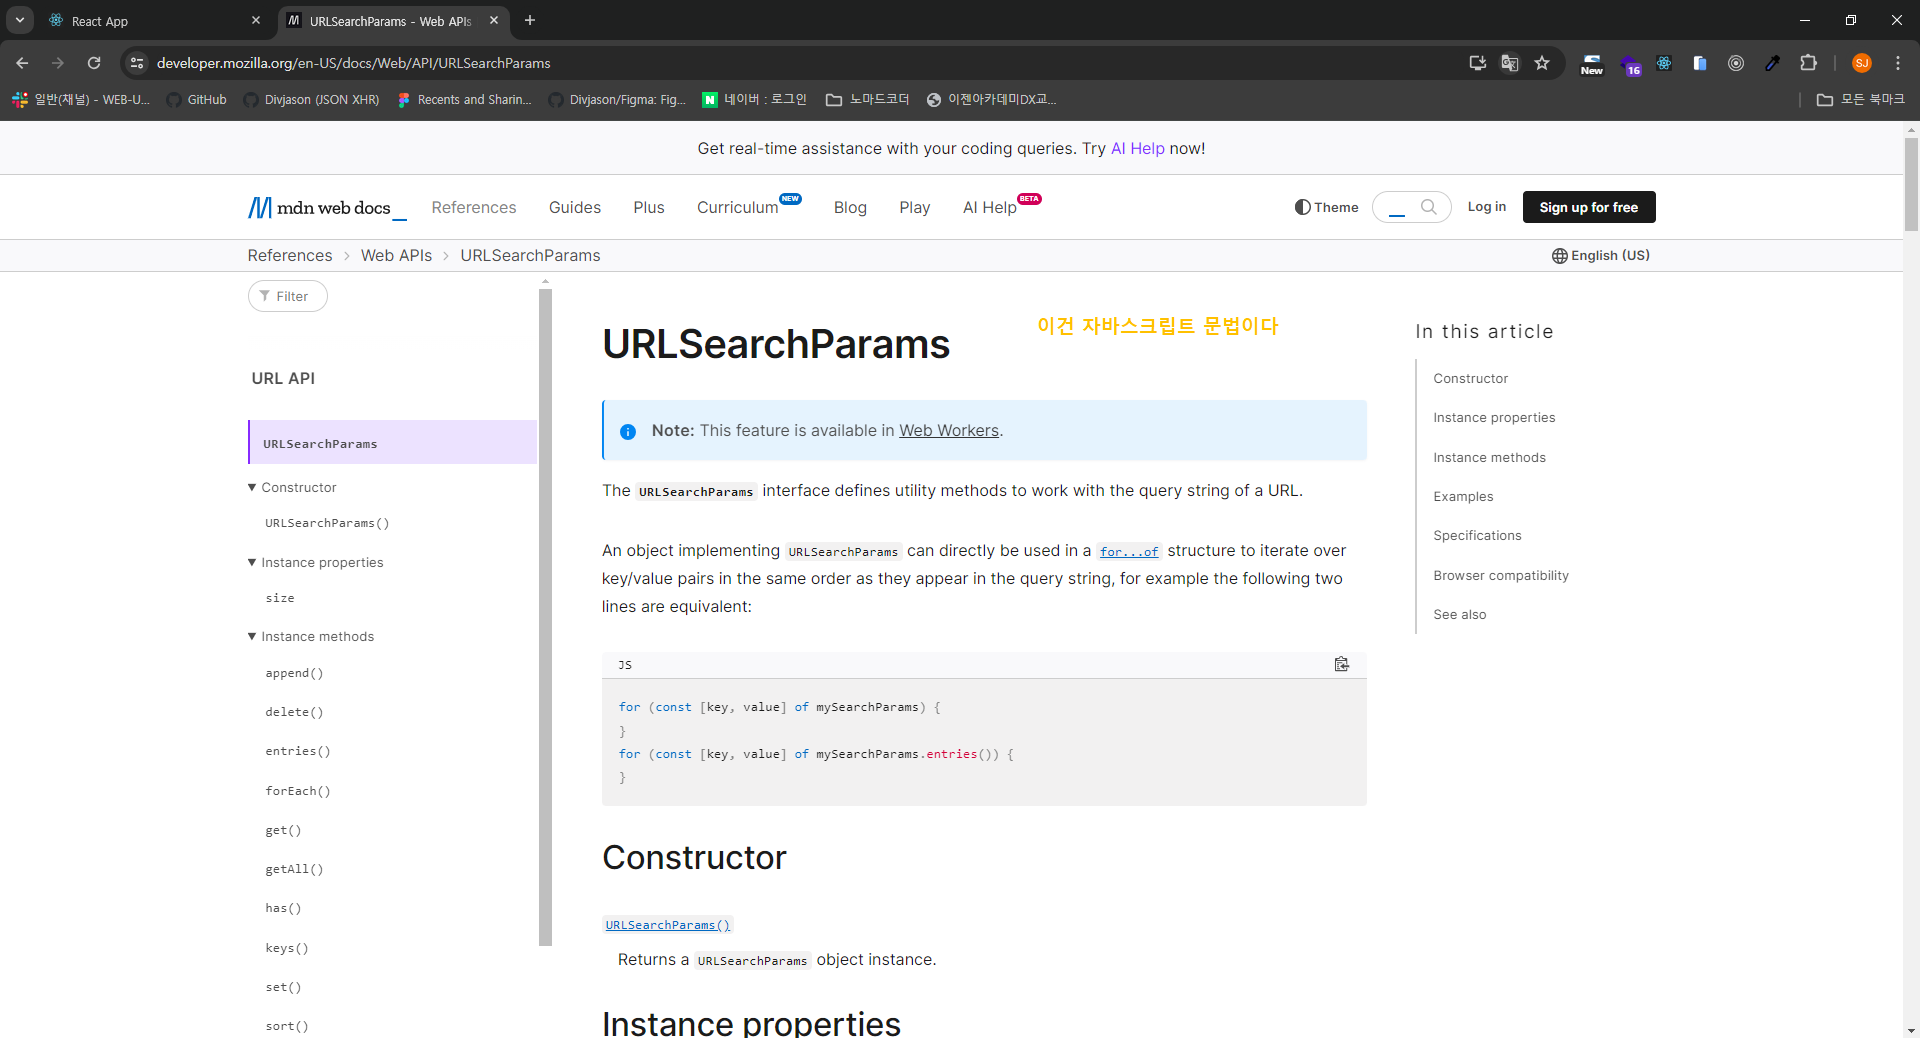 React App
URLSearchParams - Web APIs
developer.mozilla.org/en-US/docs/Web/API/URLSearchParams
New
16
SJ
일반(채널) - WEB-U...
GitHub
Divjason (JSON XHR)
Recents and Sharin...
Divjason/Figma: Fig...
네이버 : 로그인
노마드코더
이젠아카데미DX교...
모든 북마크
Get real-time assistance with your coding queries. Try AI Help now!
mdn web docs_
References
Guides
Plus
Curriculum NEW
Blog
Play
AI Help BETA
Theme
Log in
Sign up for free
References > Web APIs > URLSearchParams
English (US)
Filter
URL API
URLSearchParams
▼ Constructor
URLSearchParams()
▼ Instance properties
size
▼ Instance methods
append()
delete()
entries()
forEach()
get()
getAll()
has()
keys()
set()
sort()
URLSearchParams
이건 자바스크립트 문법이다
Note: This feature is available in Web Workers.
The URLSearchParams interface defines utility methods to work with the query string of a URL.
An object implementing URLSearchParams can directly be used in a for...of structure to iterate over
key/value pairs in the same order as they appear in the query string, for example the following two
lines are equivalent:
JS
for (const [key, value] of mySearchParams) {
}
for (const [key, value] of mySearchParams.entries()) {
}
Constructor
URLSearchParams()
Returns a URLSearchParams object instance.
Instance properties
In this article
Constructor
Instance properties
Instance methods
Examples
Specifications
Browser compatibility
See also